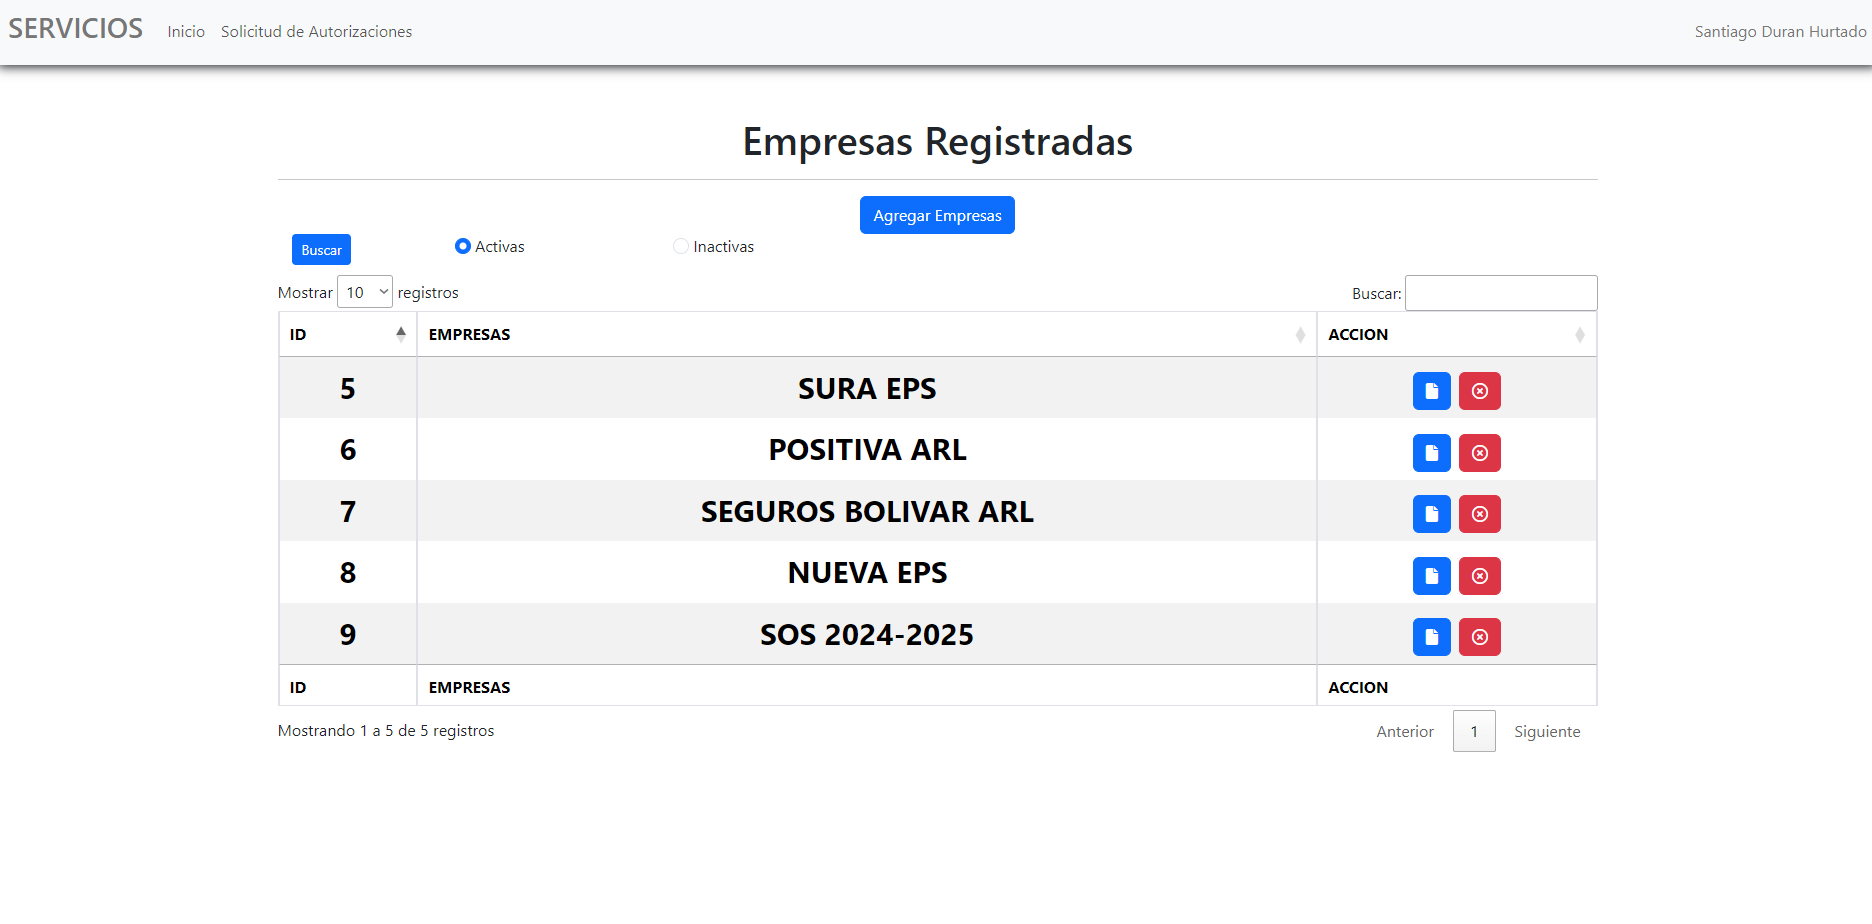 SERVICIOS Inicio Solicitud de Autorizaciones Santiago Duran Hurtado
Empresas Registradas
Agregar Empresas
Buscar Activas Inactivas
Mostrar 10 registros Buscar:
ID EMPRESAS ACCION
5 SURA EPS
6 POSITIVA ARL
7 SEGUROS BOLIVAR ARL
8 NUEVA EPS
9 SOS 2024-2025
ID EMPRESAS ACCION
Mostrando 1 a 5 de 5 registros Anterior 1 Siguiente